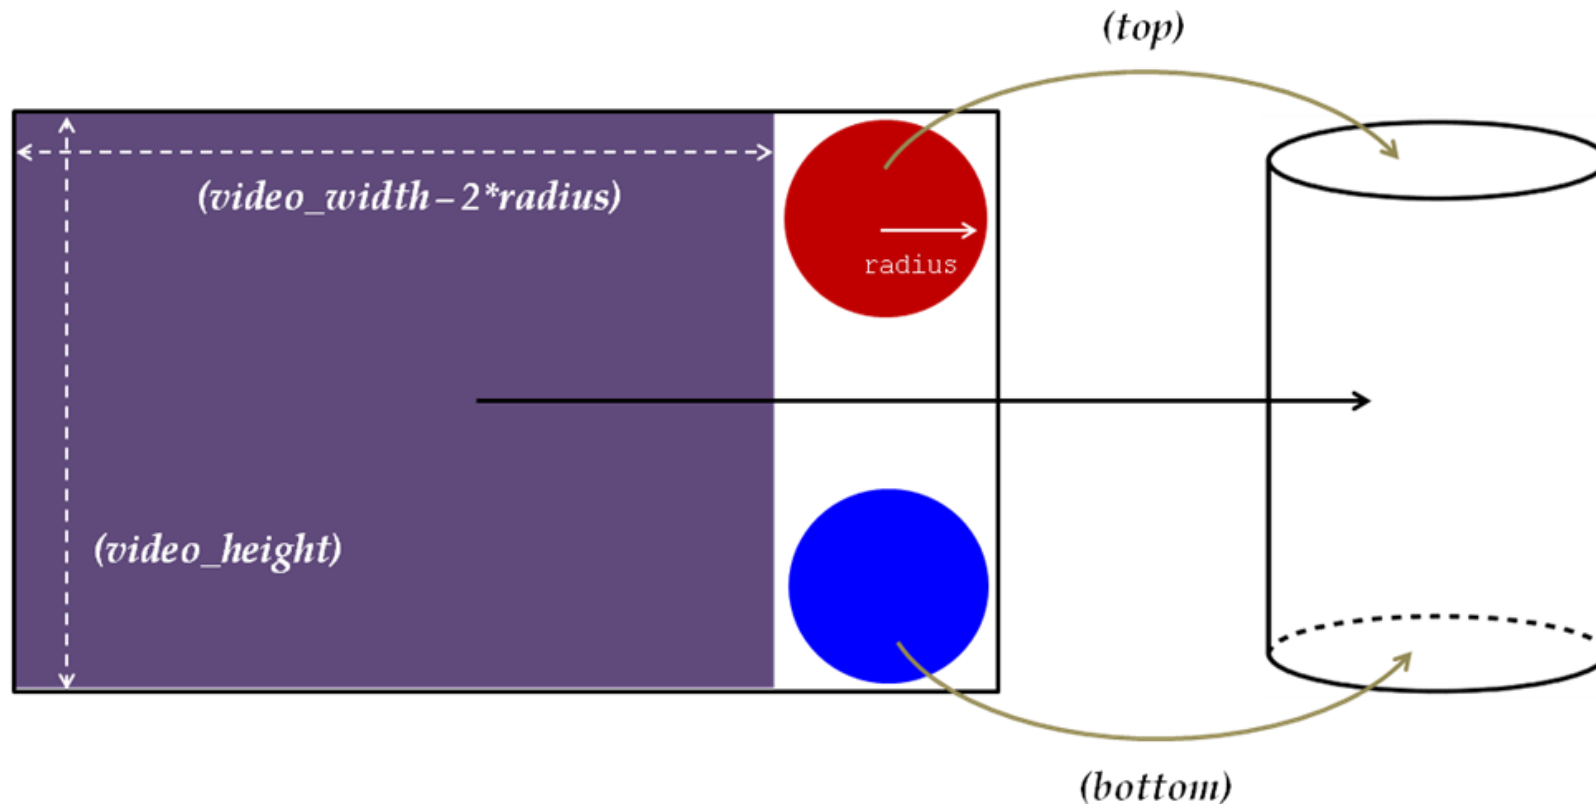 (top)
(video_width – 2*radius)
radius
(video_height)
(bottom)